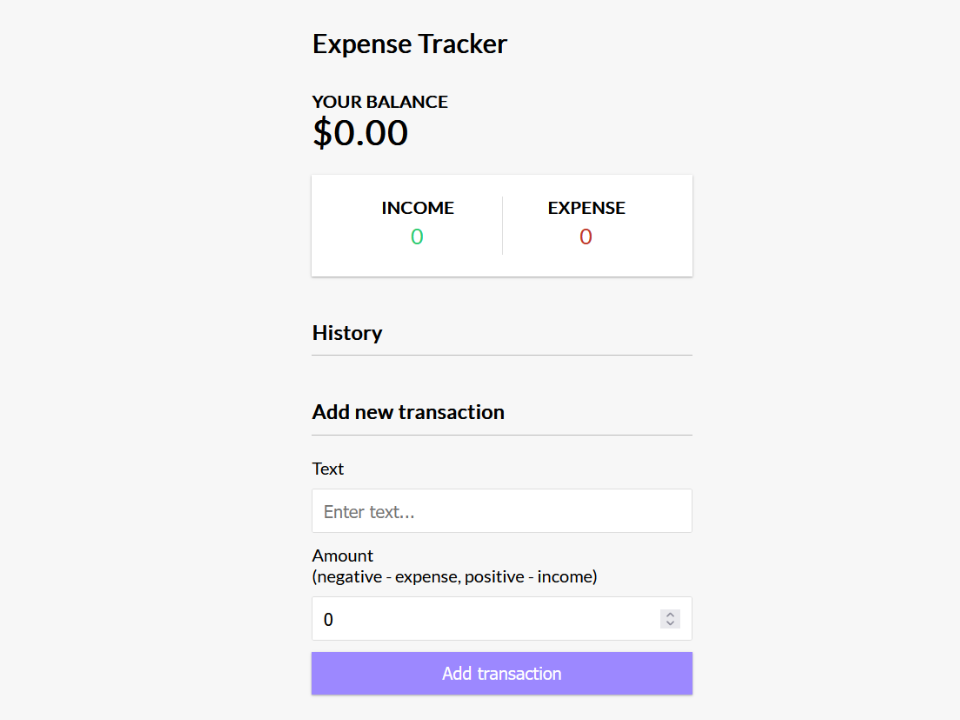 Expense Tracker
YOUR BALANCE
$0.00
INCOME
0
EXPENSE
0
History
Add new transaction
Text
Enter text...
Amount
(negative - expense, positive - income)
0
Add transaction